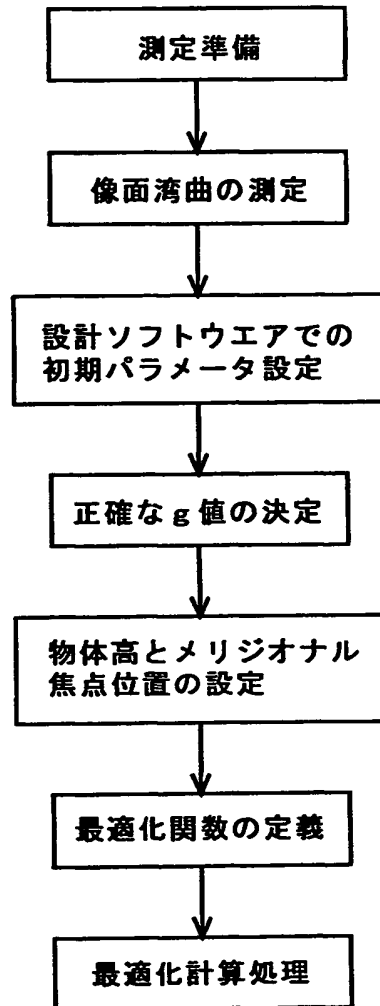 測定準備
像面湾曲の測定
設計ソフトウエアでの
初期パラメータ設定
正確なｇ値の決定
物体高とメリジオナル
焦点位置の設定
最適化関数の定義
最適化計算処理